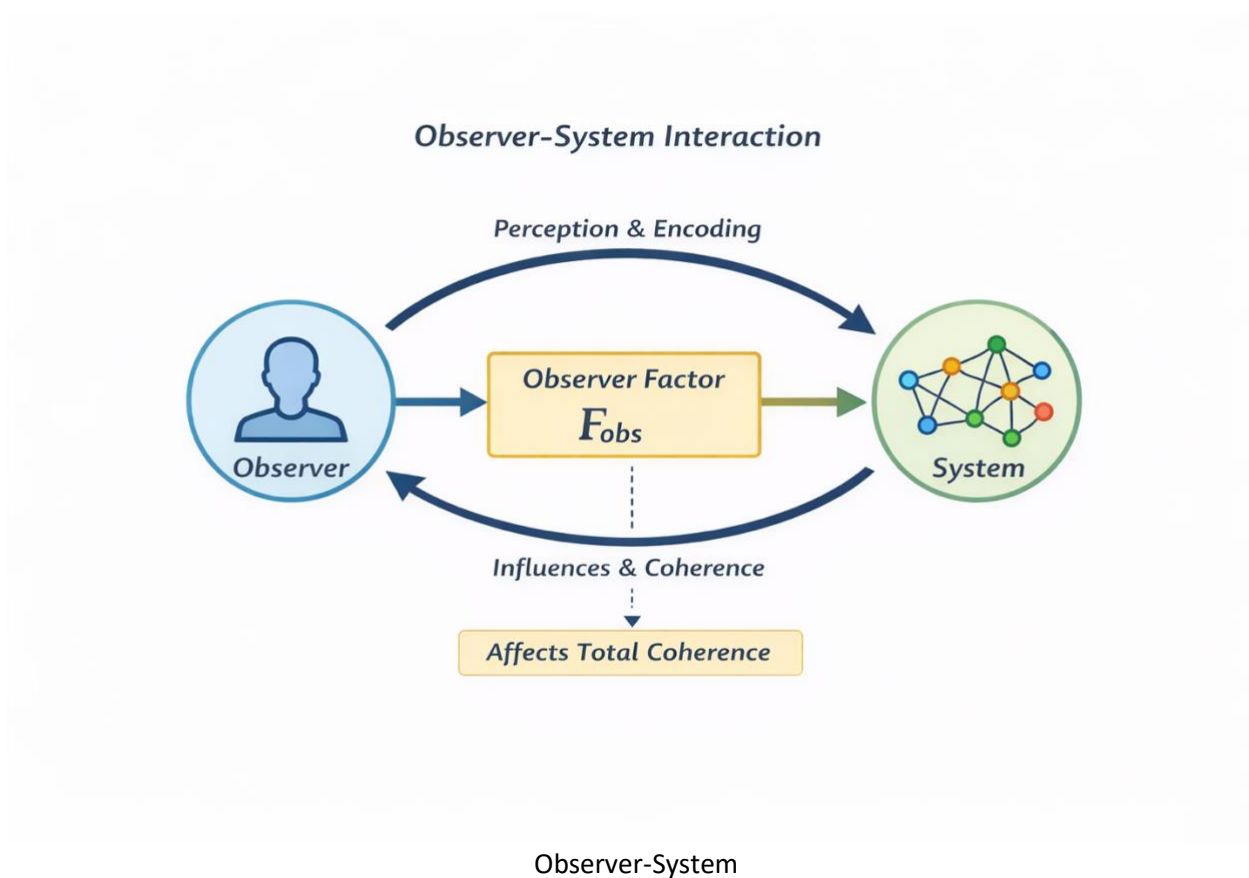 Observer-System Interaction
Perception & Encoding
Observer Factor
Fobs
Observer
System
Influences & Coherence
Affects Total Coherence
Observer-System